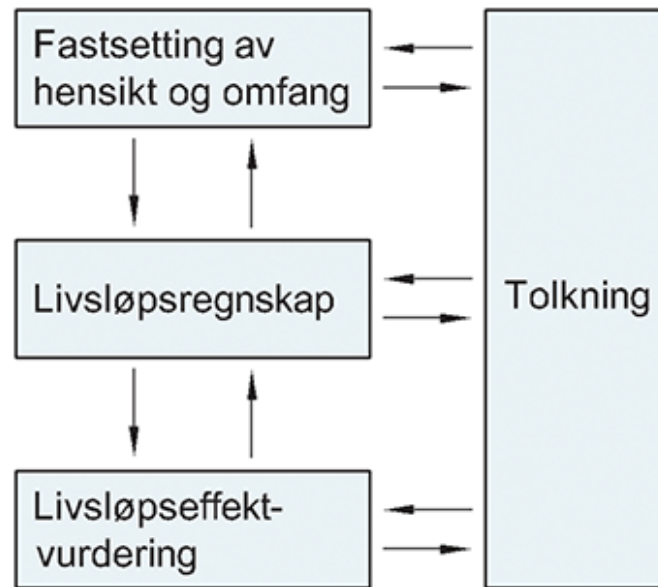 Fastsetting av
hensikt og omfang
Livsløpsregnskap
Tolkning
Livsløpseffekt-
vurdering